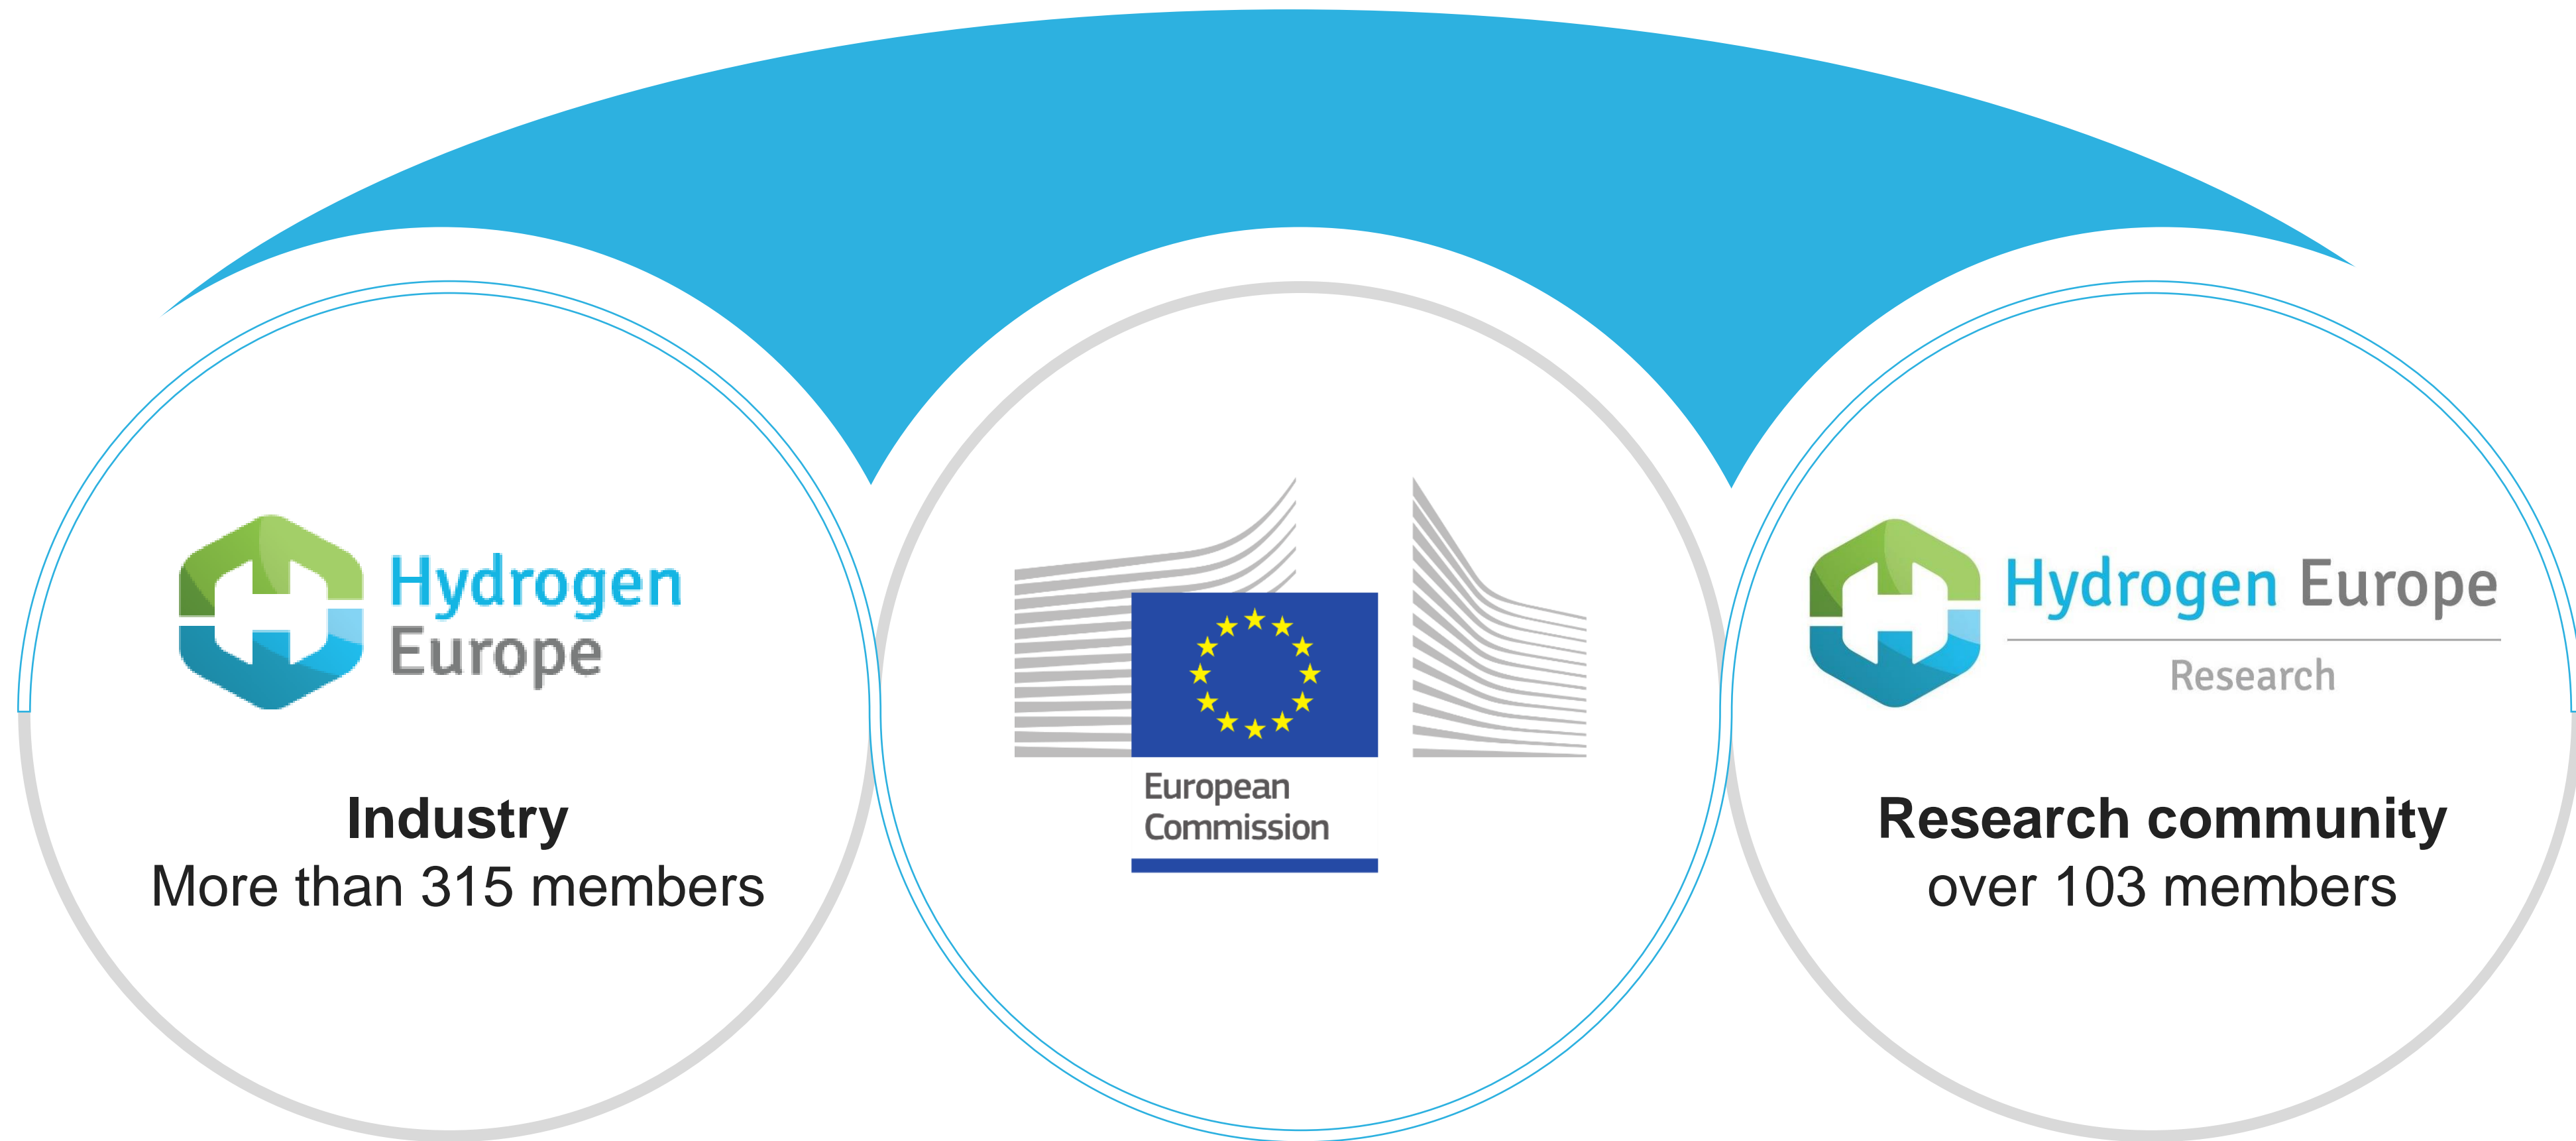 Hydrogen
Europe
Industry
More than 315 members
European
Commission
Hydrogen Europe
Research
Research community
over 103 members